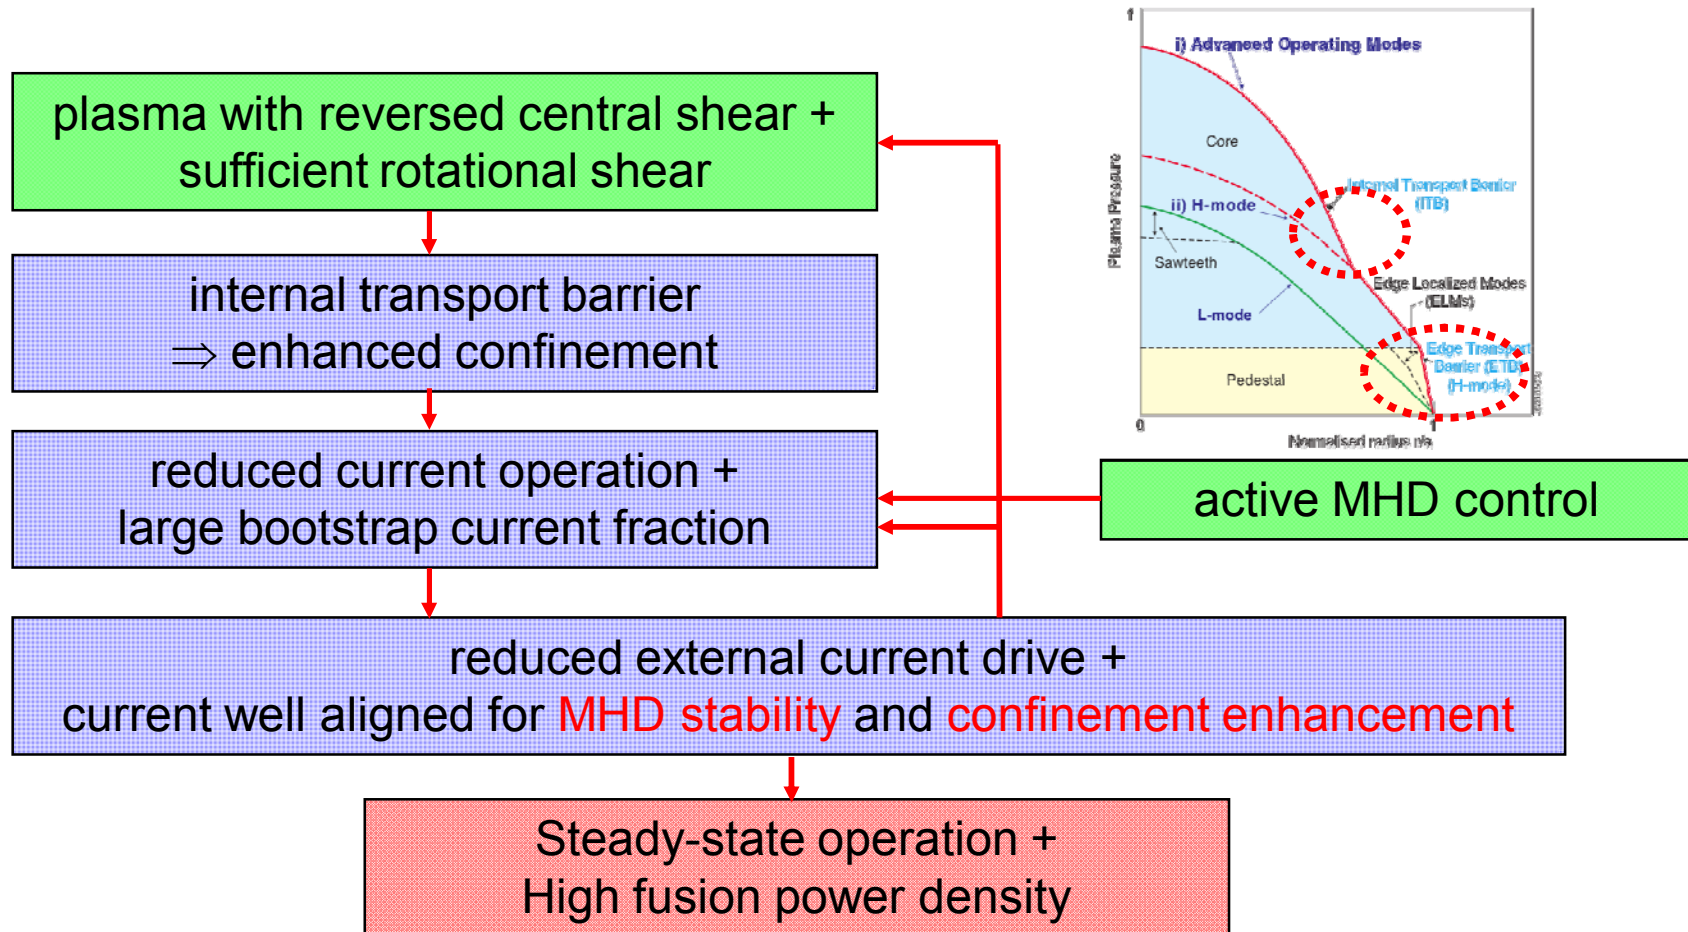 plasma with reversed central shear +
sufficient rotational shear
internal transport barrier
⇒ enhanced confinement
reduced current operation +
large bootstrap current fraction
reduced external current drive +
current well aligned for MHD stability and confinement enhancement
Steady-state operation +
High fusion power density
active MHD control
i) Advanced Operating Modes
Core
Internal Transport Barrier
(ITB)
ii) H-mode
Plasma Pressure
Sawteeth
Edge Localized Modes
(ELMs)
L-mode
Edge Transport
Barrier (ETB)
(H-mode)
Pedestal
0
1
Normalised radius r/a